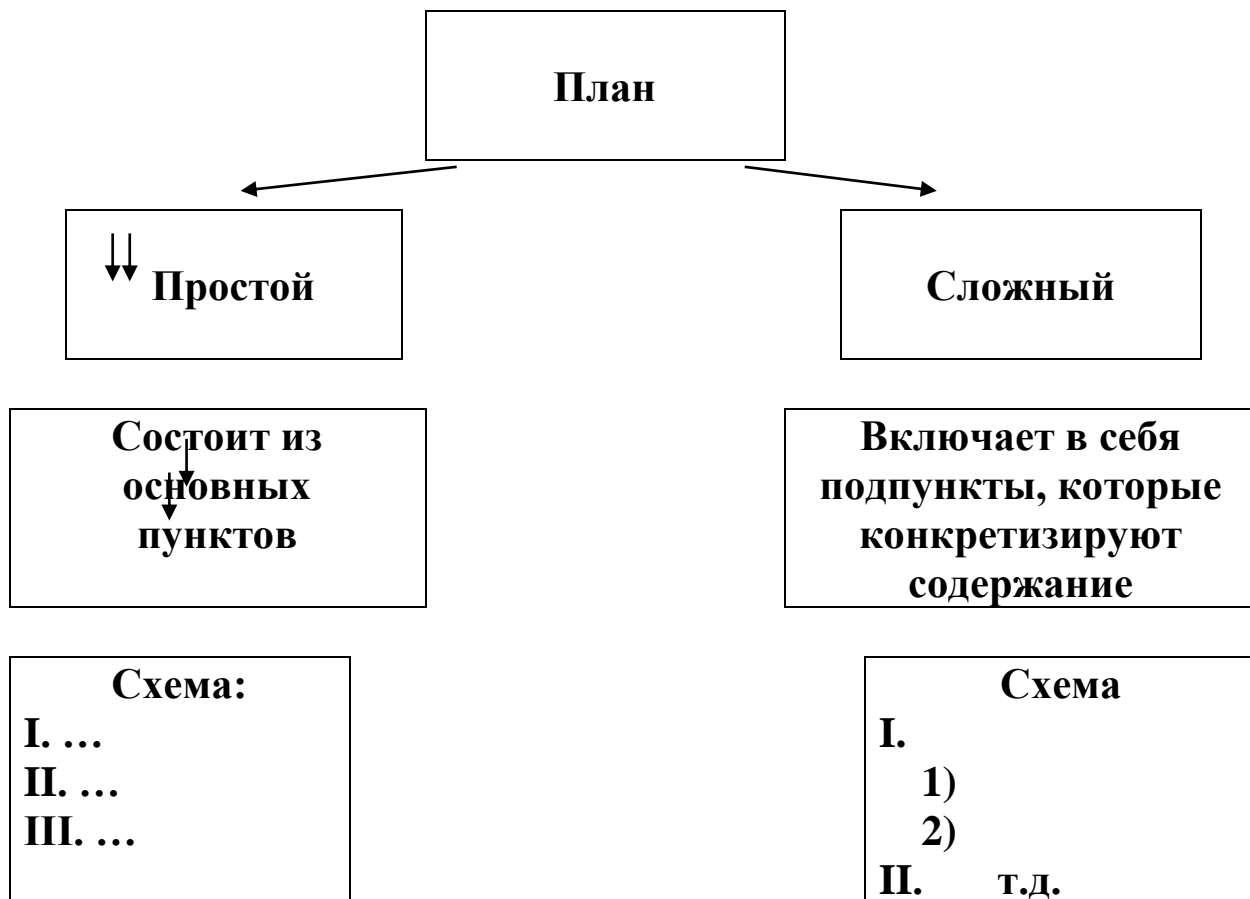 План
Простой
Сложный
Состоит из
основных
пунктов
Включает в себя
подпункты, которые
конкретизируют
содержание
Схема:
I. …
II. …
III. …
Схема
I.
1)
2)
II. т.д.